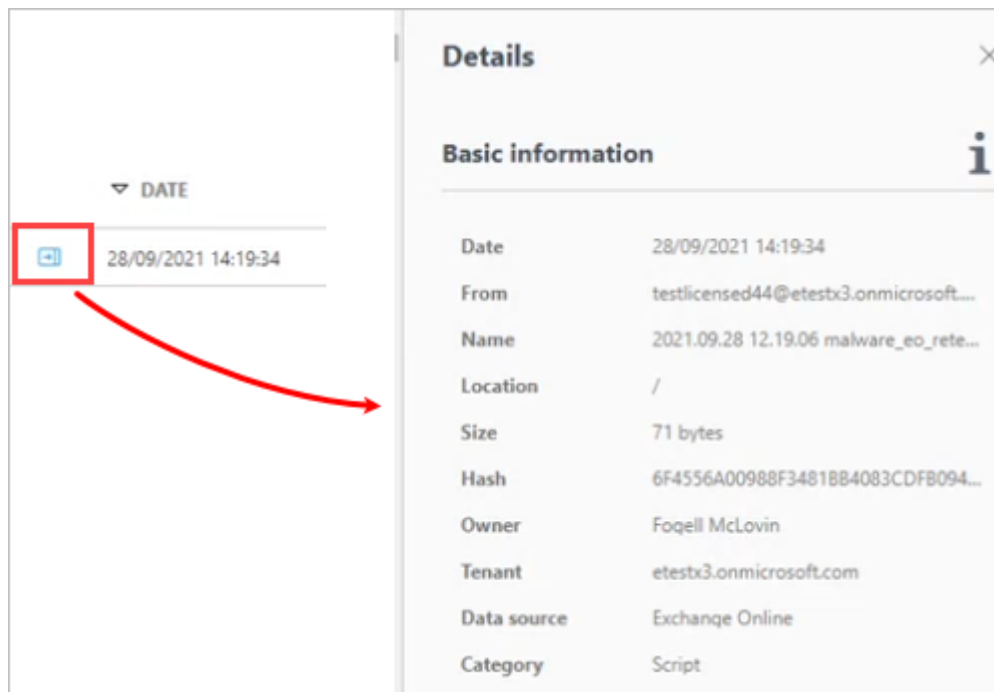 Details
Basic information
DATE
28/09/2021 14:19:34
Date 28/09/2021 14:19:34
From testlicensed44@etestx3.onmicrosoft....
Name 2021.09.28 12.19.06 malware_eo_rete...
Location /
Size 71 bytes
Hash 6F4556A00988F3481BB4083CDFB094...
Owner Fogell McLovin
Tenant etestx3.onmicrosoft.com
Data source Exchange Online
Category Script